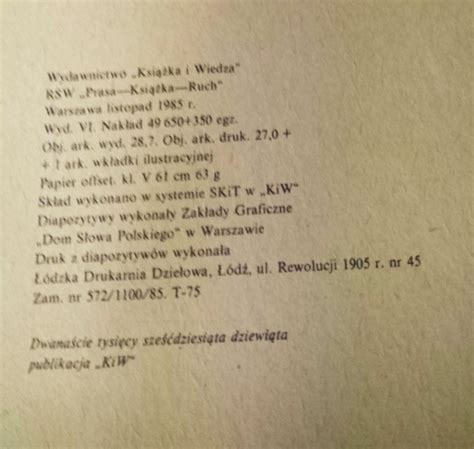 Wydawnictwo „Książka i Wiedza"
RSW „Prasa—Książka—Ruch"
Warszawa listopad 1985 r.
Wyd. VI. Nakład 49 650+350 egz.
Obj. ark. wyd. 28,7. Obj. ark. druk. 27,0 +
+ 1 ark. wkładki ilustracyjnej
Papier offset. kl. V 61 cm 63 g
Skład wykonano w systemie SKiT w „KiW"
Diapozytywy wykonały Zakłady Graficzne
„Dom Słowa Polskiego" w Warszawie
Druk z diapozytywów wykonała
Łódzka Drukarnia Dziełowa, Łódź, ul. Rewolucji 1905 r. nr 45
Zam. nr 572/1100/85. T-75
Dwanaście tysięcy sześćdziesiąta dziewiąta
publikacja „KiW"